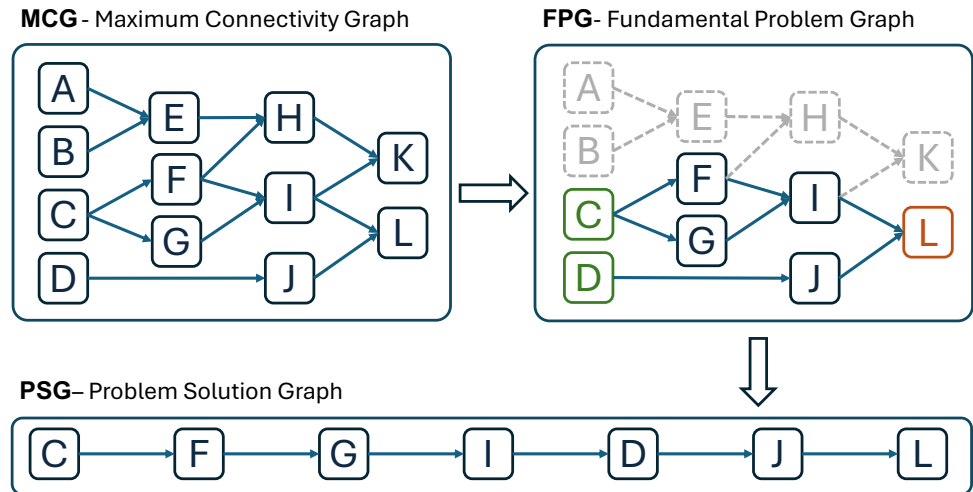 MCG - Maximum Connectivity Graph
A
B
C
D
E
F
G
H
I
J
K
L
FPG- Fundamental Problem Graph
A
B
C
D
E
F
G
H
I
J
K
L
PSG– Problem Solution Graph
C F G I D J L